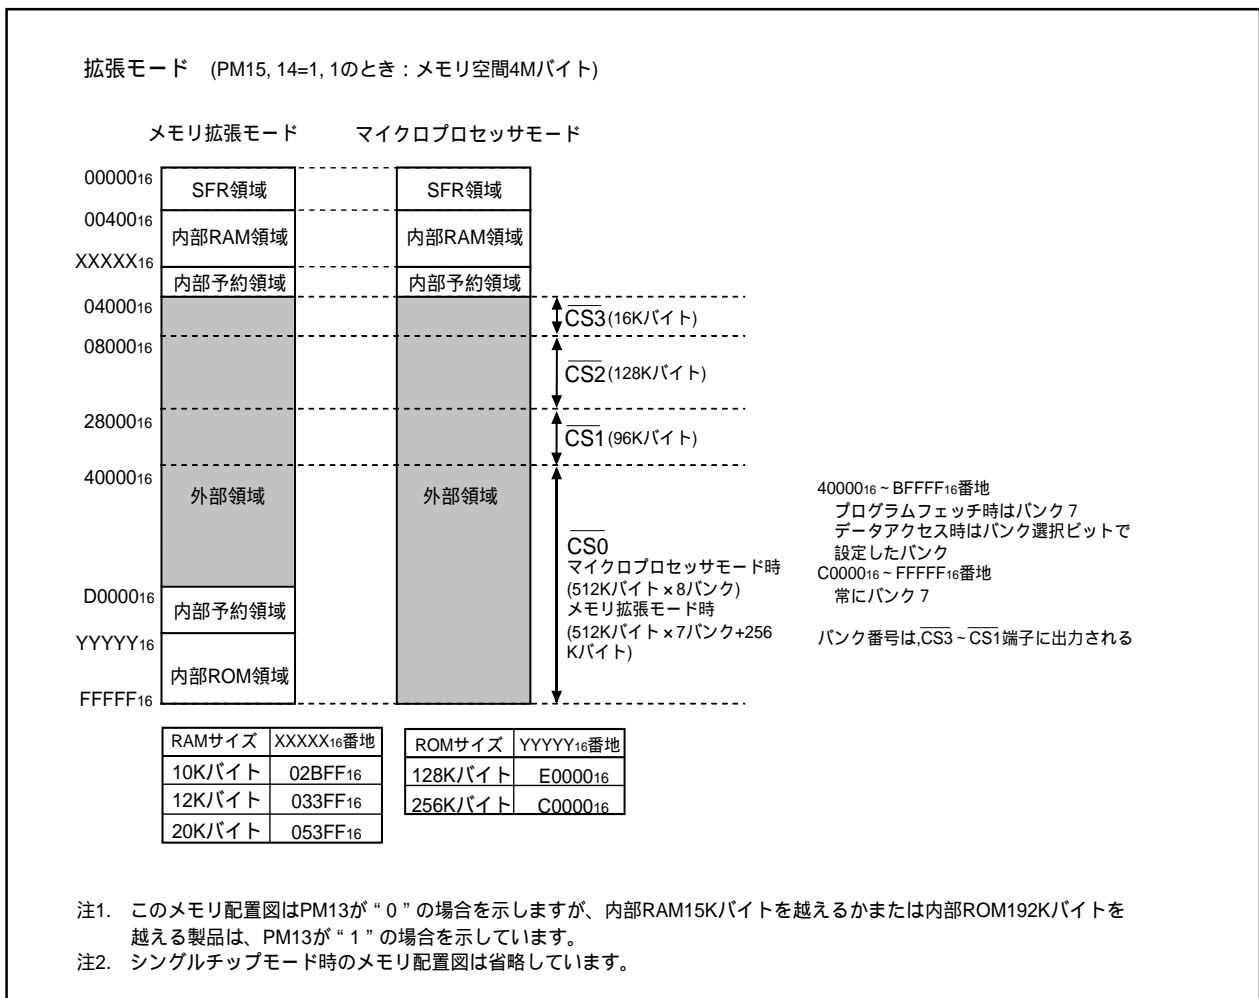 拡張モード (PM15, 14=1, 1のとき：メモリ空間4Mバイト)
メモリ拡張モード マイクロプロセッサモード
0000016
SFR領域 SFR領域
0040016
内部RAM領域 内部RAM領域
XXXXX16
内部予約領域 内部予約領域
0400016
CS3(16Kバイト)
0800016
CS2(128Kバイト)
2800016
CS1(96Kバイト)
4000016
外部領域 外部領域
CS0
マイクロプロセッサモード時
(512Kバイト×8バンク)
メモリ拡張モード時
(512Kバイト×7バンク+256
Kバイト)
4000016~BFFFF16番地
プログラムフェッチ時はバンク7
データアクセス時はバンク選択ビットで
設定したバンク
C000016~FFFFF16番地
常にバンク7
バンク番号は,CS3~CS1端子に出力される
D000016
内部予約領域
YYYYY16
内部ROM領域
FFFFF16
RAMサイズ XXXXX16番地
10Kバイト 02BFF16
12Kバイト 033FF16
20Kバイト 053FF16
ROMサイズ YYYYY16番地
128Kバイト E000016
256Kバイト C000016
注1. このメモリ配置図はPM13が“0”の場合を示しますが、内部RAM15Kバイトを越えるかまたは内部ROM192Kバイトを
越える製品は、PM13が“1”の場合を示しています。
注2. シングルチップモード時のメモリ配置図は省略しています。